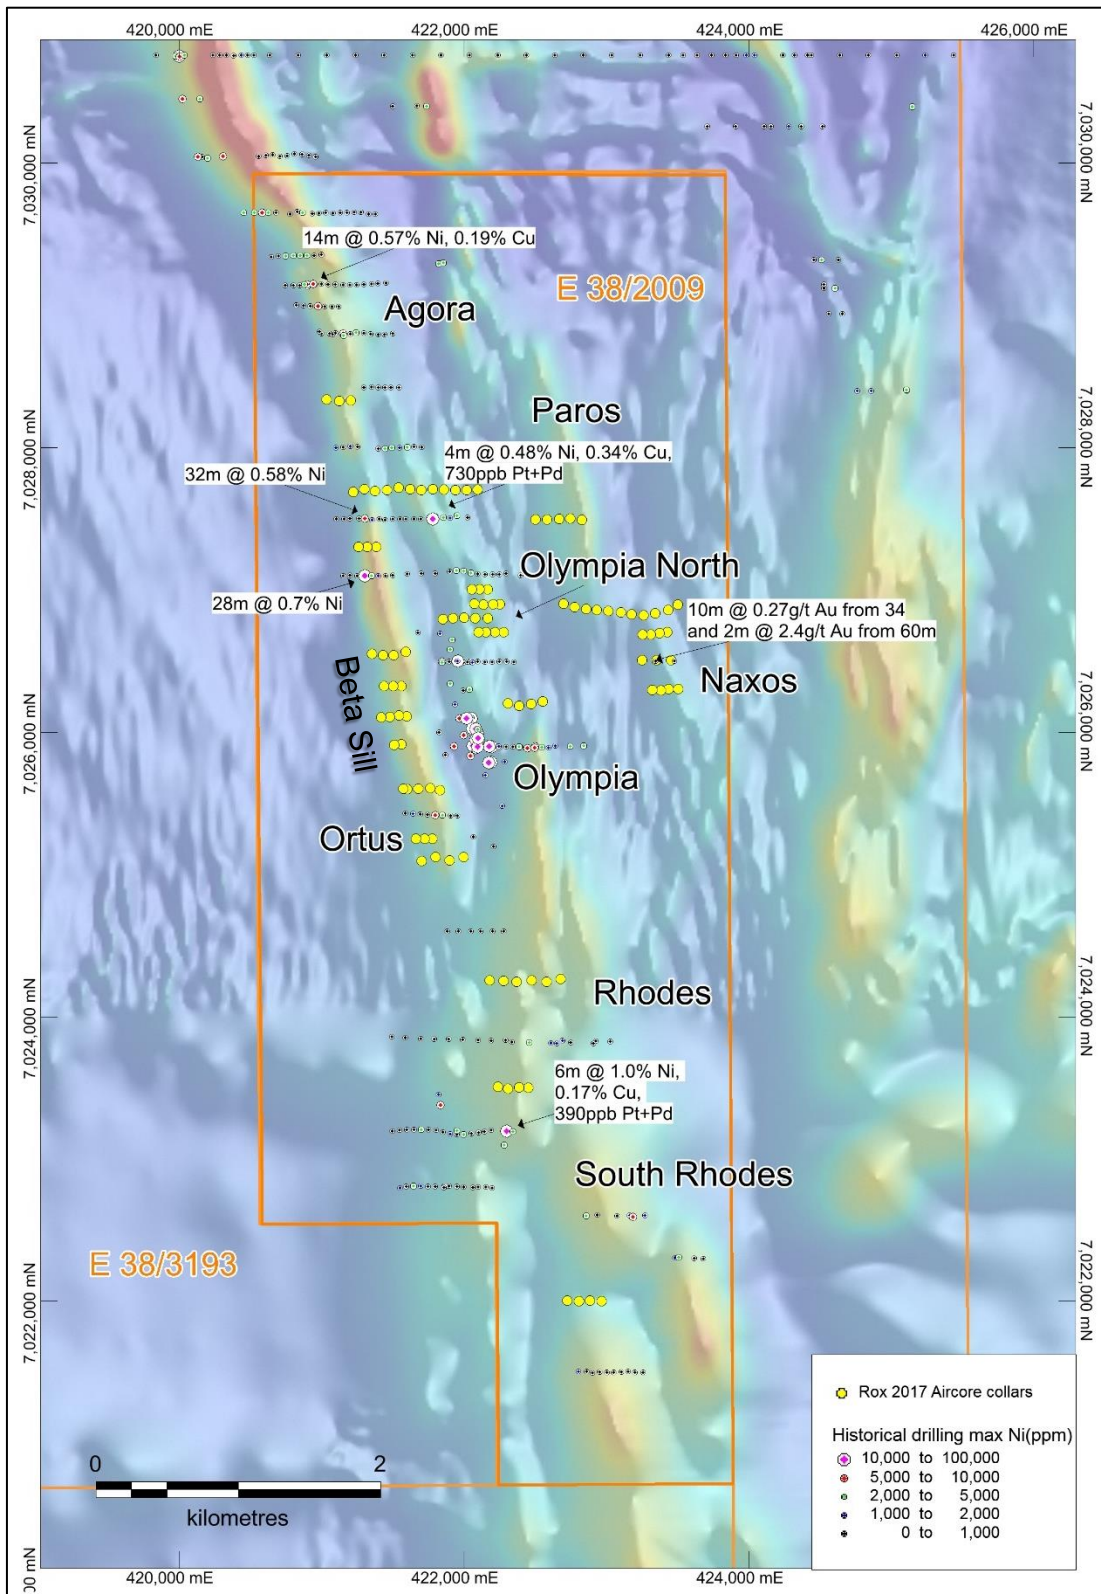 420,000 mE
422,000 mE
424,000 mE
426,000 mE
7,030,000 mN
7,030,000 mN
14m @ 0.57% Ni, 0.19% Cu
E 38/2009
Agora
Paros
7,028,000 mN
7,028,000 mN
4m @ 0.48% Ni, 0.34% Cu,
730ppb Pt+Pd
32m @ 0.58% Ni
Olympia North
28m @ 0.7% Ni
10m @ 0.27g/t Au from 34
and 2m @ 2.4g/t Au from 60m
Naxos
Beta Sill
7,026,000 mN
7,026,000 mN
Olympia
Ortus
Rhodes
7,024,000 mN
7,024,000 mN
6m @ 1.0% Ni,
0.17% Cu,
390ppb Pt+Pd
South Rhodes
E 38/3193
7,022,000 mN
7,022,000 mN
Rox 2017 Aircore collars
Historical drilling max Ni(ppm)
10,000 to 100,000
5,000 to 10,000
2,000 to 5,000
1,000 to 2,000
0 to 1,000
0
2
kilometres
00 mN
00 mN
420,000 mE
422,000 mE
424,000 mE